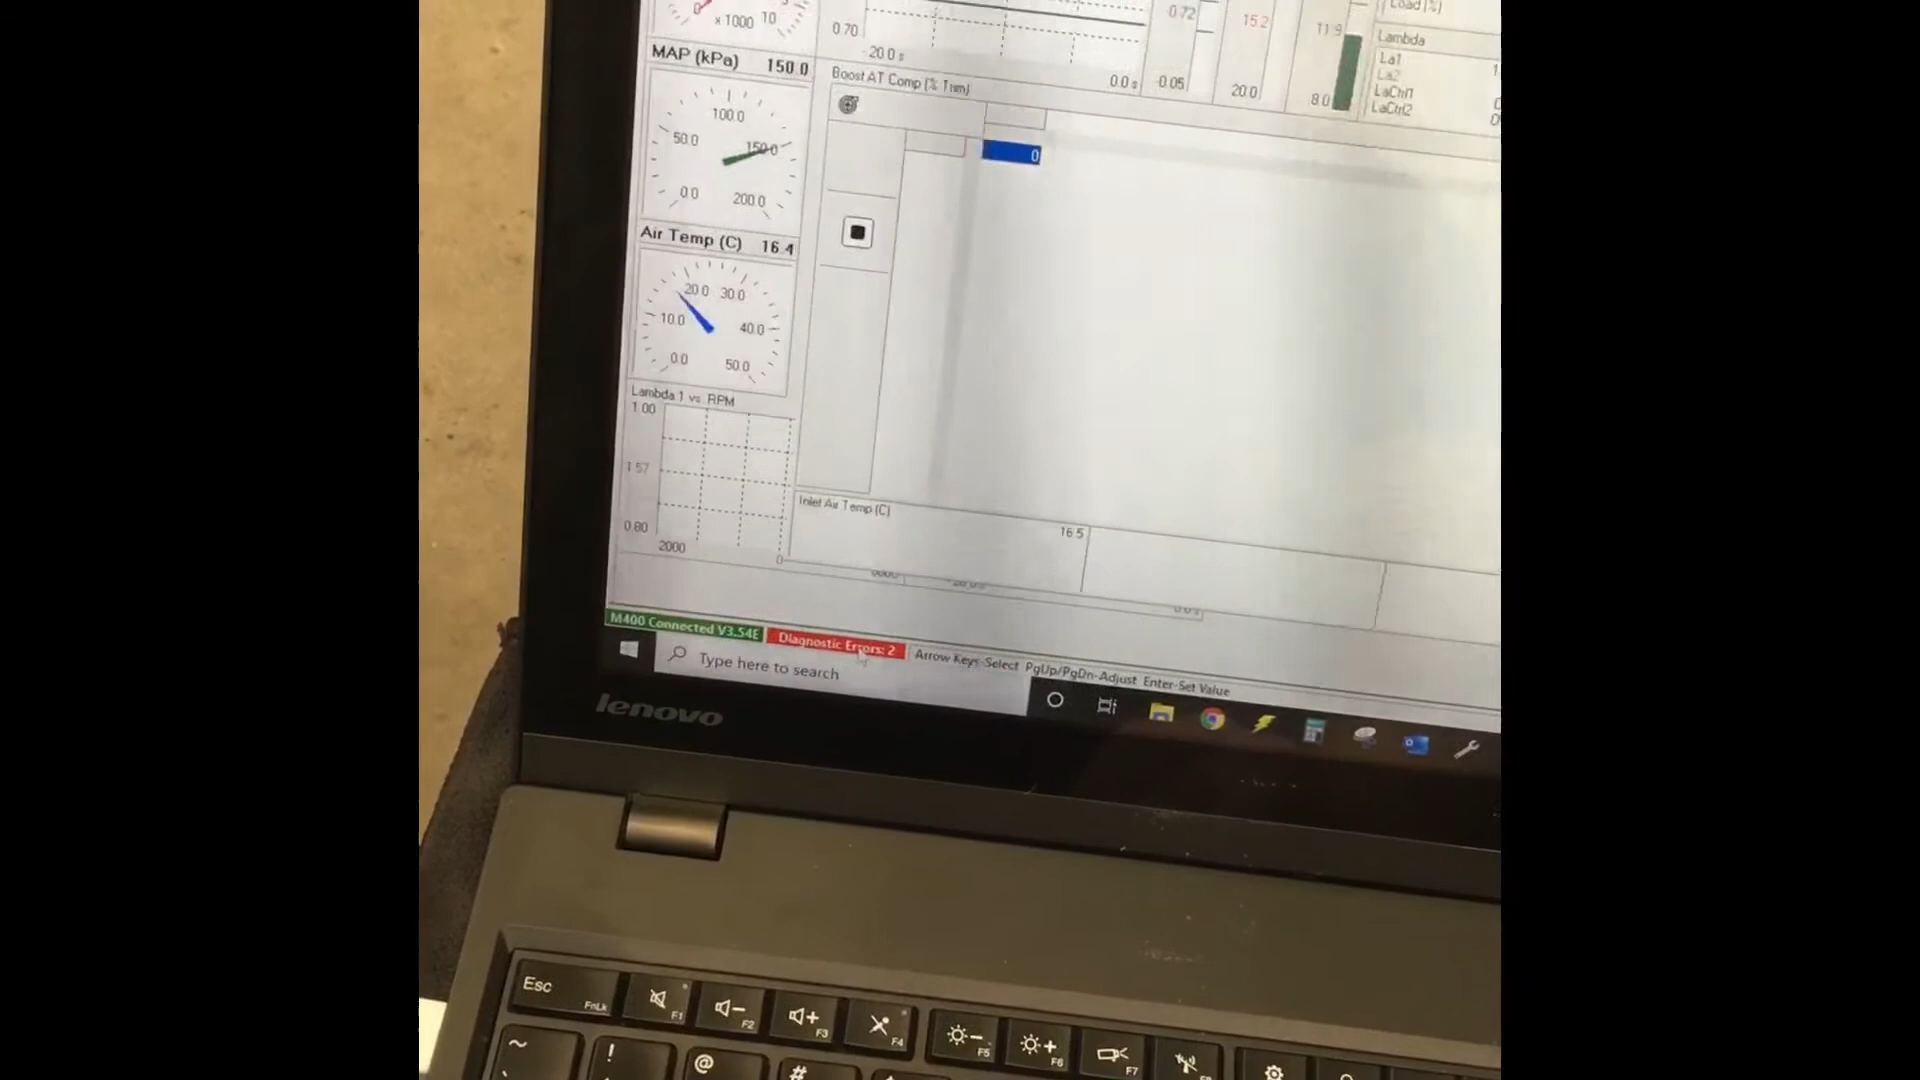 0
x 1000
10
MAP (kPa) 150.0
100.0
50.0
150.0
0.0
200.0
Air Temp (C) 16.4
20.0
30.0
10.0
40.0
0.0
50.0
Lambda 1 vs RPM
1.00
1.57
0.80
2000
0
0.70
-20.0 s
0.0 s
0.72
-0.05
15.2
20.0
11.9
8.0
Load (%)
Lambda
La1
La2
LaCtrl1
LaCtrl2
Boost AT Comp (% Trim)
0
Inlet Air Temp (C)
16.5
M400 Connected V3.54E
Diagnostic Errors: 2
Arrow Keys-Select PgUp/PgDn-Adjust Enter-Set Value
Type here to search
lenovo
Esc
FnLk
F1
F2
F3
F4
F5
F6
F7
~
!
@
#